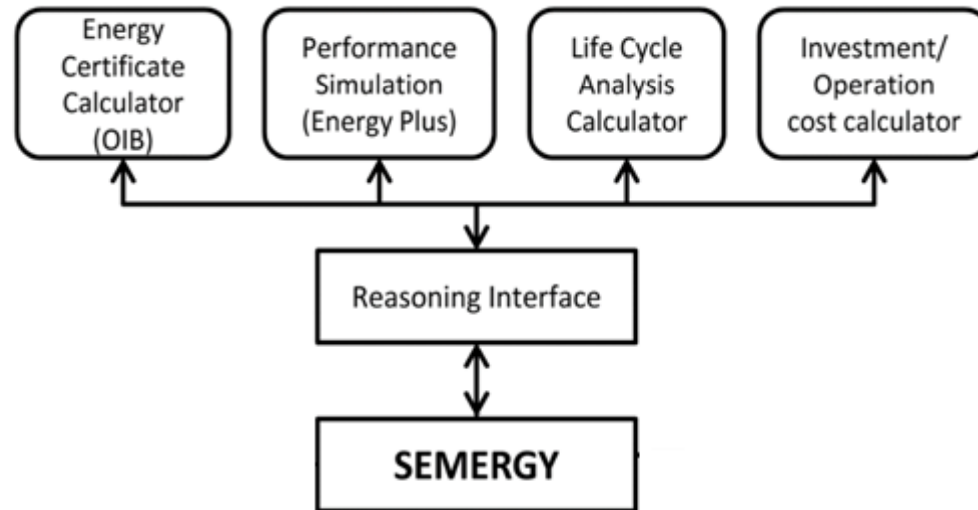 Energy
Certificate
Calculator
(OIB)
Performance
Simulation
(Energy Plus)
Life Cycle
Analysis
Calculator
Investment/
Operation
cost calculator
Reasoning Interface
SEMERGY